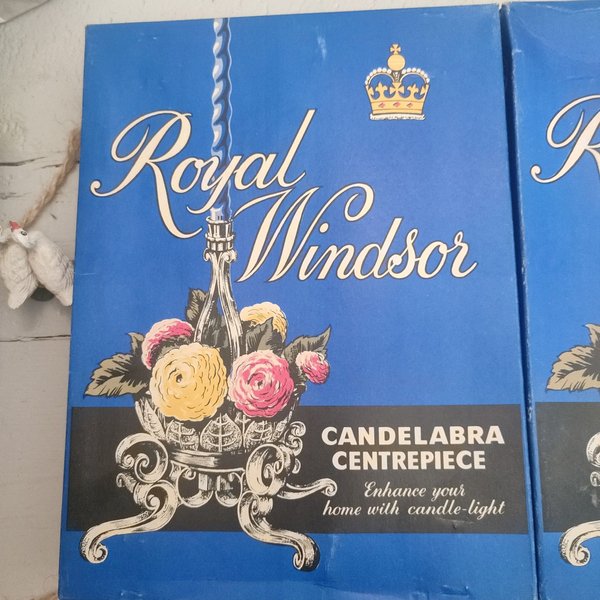 Royal
Windsor
CANDELABRA
CENTREPIECE
Enhance your
home with candle-light
R